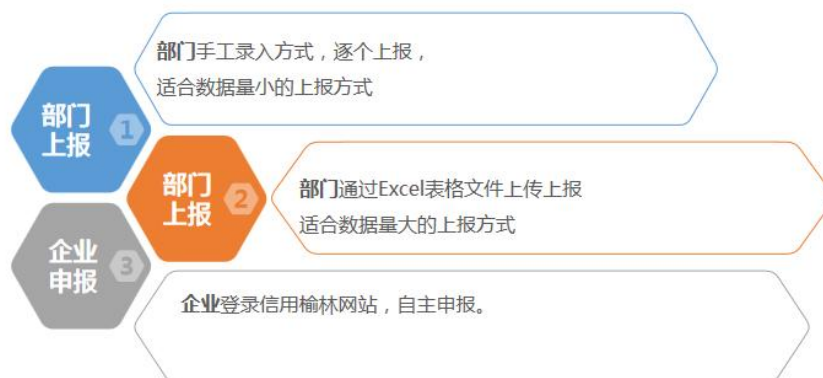 部门手工录入方式，逐个上报，
适合数据量小的上报方式
部门
上报
1
部门
上报
2
部门通过Excel表格文件上传上报
适合数据量大的上报方式
企业
申报
3
企业登录信用榆林网站，自主申报。